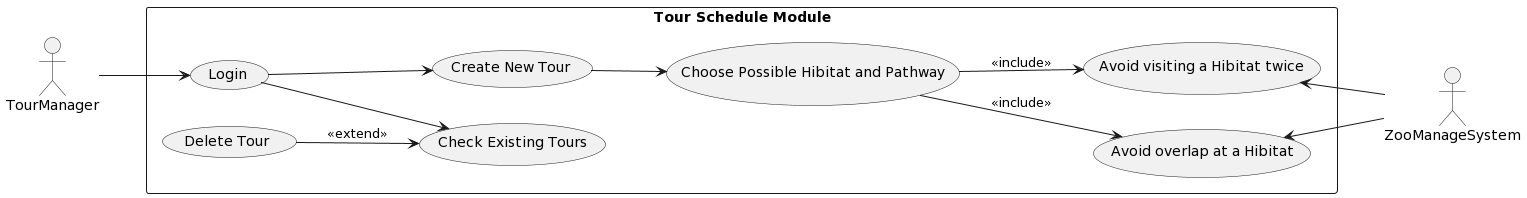 Tour Schedule Module
TourManager
Login
Create New Tour
Choose Possible Hibitat and Pathway
«include»
Avoid visiting a Hibitat twice
«include»
Delete Tour
«extend»
Check Existing Tours
Avoid overlap at a Hibitat
ZooManageSystem